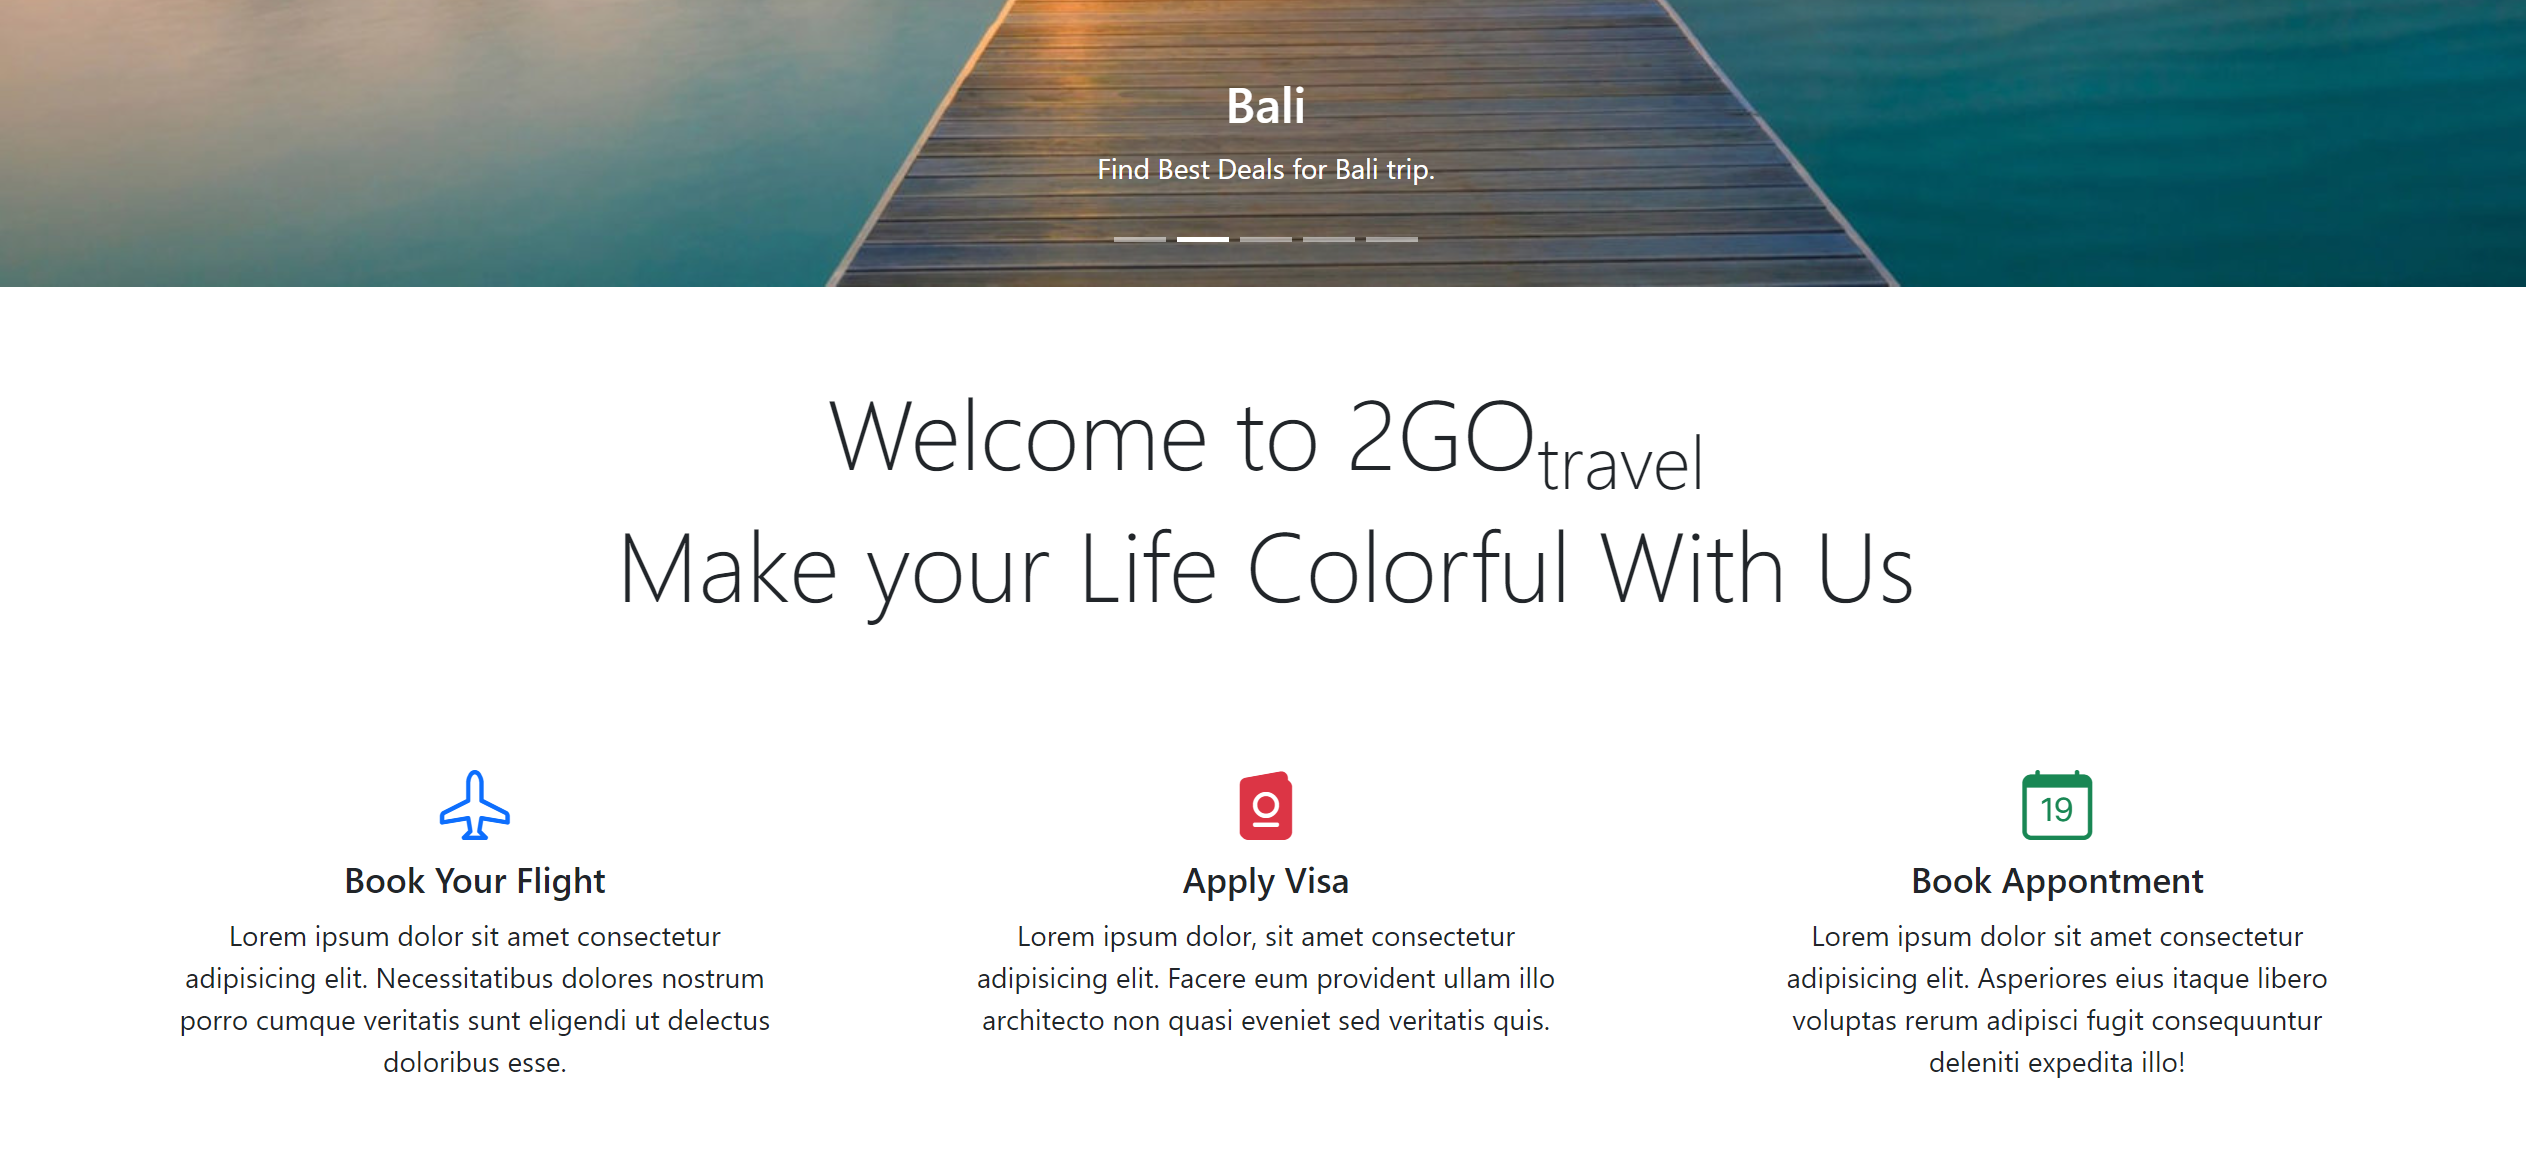 Bali
Find Best Deals for Bali trip.
Welcome to 2GOtravel
Make your Life Colorful With Us
Book Your Flight
Lorem ipsum dolor sit amet consectetur
adipisicing elit. Necessitatibus dolores nostrum
porro cumque veritatis sunt eligendi ut delectus
doloribus esse.
Apply Visa
Lorem ipsum dolor, sit amet consectetur
adipisicing elit. Facere eum provident ullam illo
architecto non quasi eveniet sed veritatis quis.
19
Book Appontment
Lorem ipsum dolor sit amet consectetur
adipisicing elit. Asperiores eius itaque libero
voluptas rerum adipisci fugit consequuntur
deleniti expedita illo!